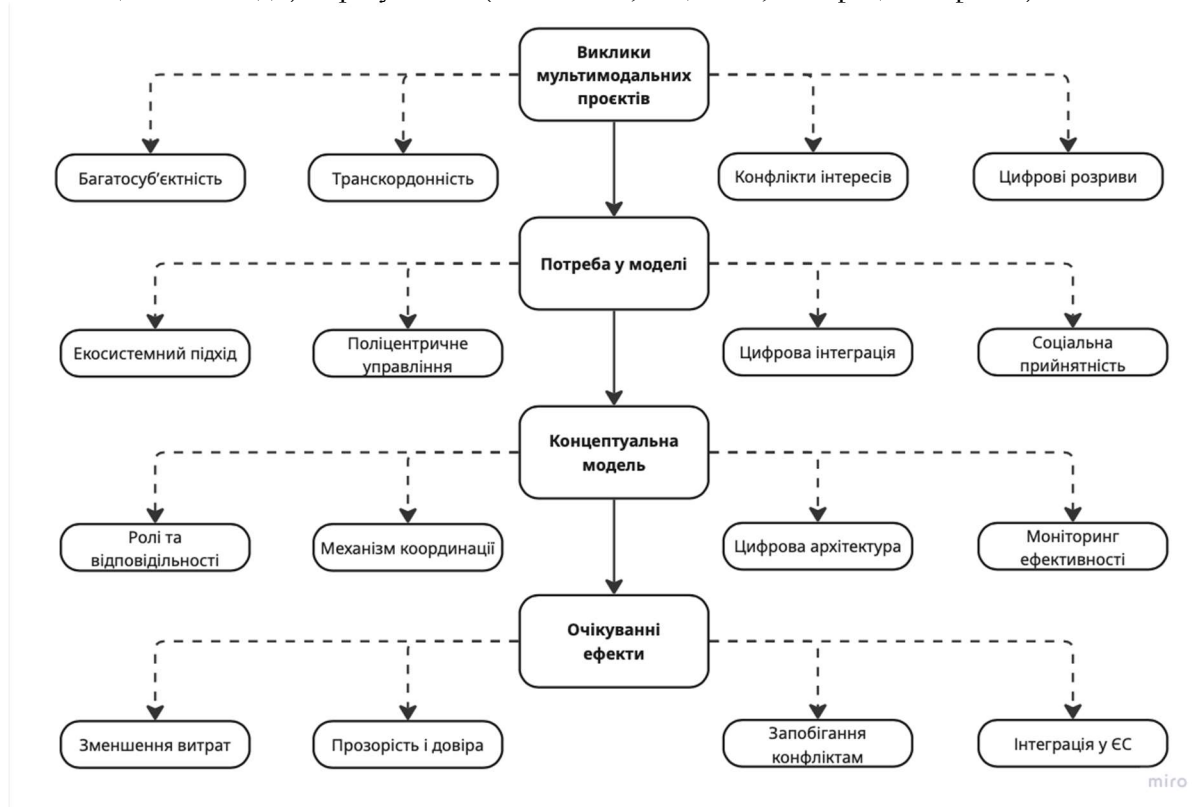 Виклики
мультимодальних
проєктів
Багатосуб’єктність
Транскордонність
Конфлікти інтересів
Цифрові розриви
Потреба у моделі
Екосистемний підхід
Поліцентричне
управління
Цифрова інтеграція
Соціальна
прийнятність
Концептуальна
модель
Ролі та
відповідільності
Механізм координації
Цифрова архітектура
Моніторинг
ефективності
Очікуванні
ефекти
Зменшення витрат
Прозорість і довіра
Запобігання
конфліктам
Інтеграція у ЄС
miro